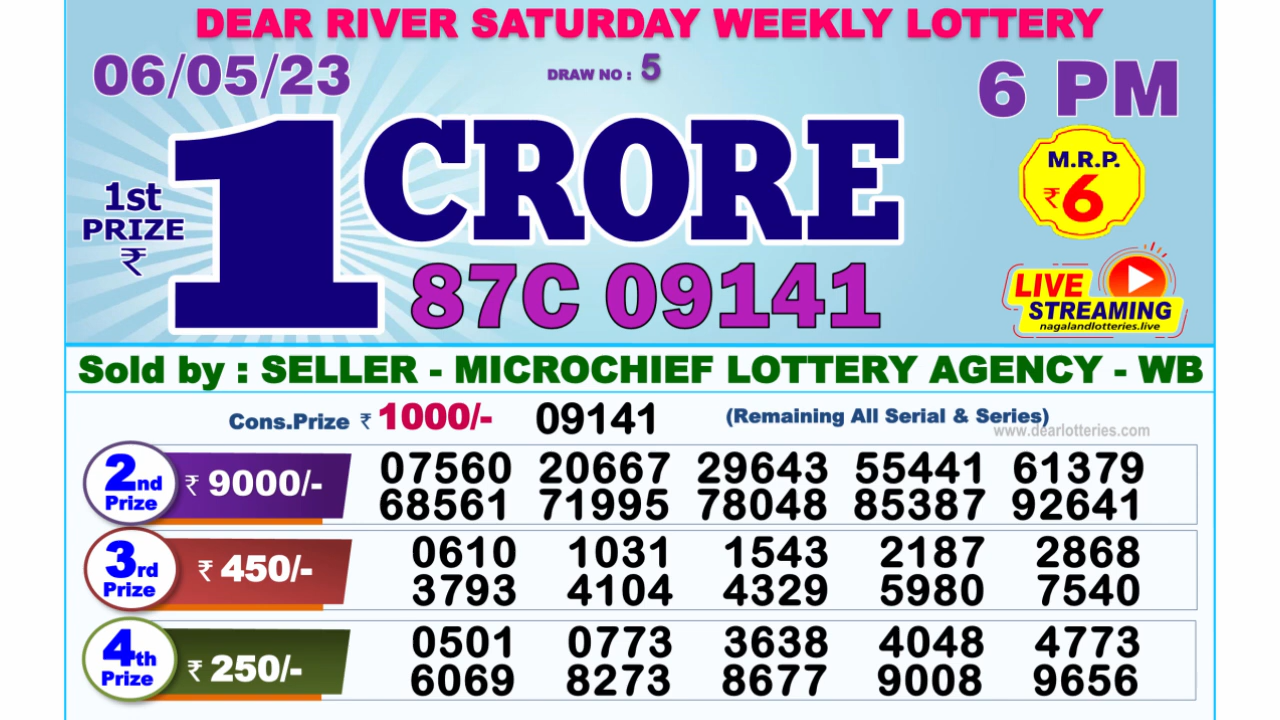 DEAR RIVER SATURDAY WEEKLY LOTTERY
06/05/23
DRAW NO : 5
6 PM
1st
PRIZE
₹
1 CRORE
87C 09141
M.R.P.
₹6
LIVE
STREAMING
nagalandlotteries.live
Sold by : SELLER - MICROCHIEF LOTTERY AGENCY - WB
Cons.Prize ₹ 1000/- 09141 (Remaining All Serial & Series)
www.dearlotteries.com
2nd Prize ₹ 9000/-
07560 20667 29643 55441 61379
68561 71995 78048 85387 92641
3rd Prize ₹ 450/-
0610 1031 1543 2187 2868
3793 4104 4329 5980 7540
4th Prize ₹ 250/-
0501 0773 3638 4048 4773
6069 8273 8677 9008 9656